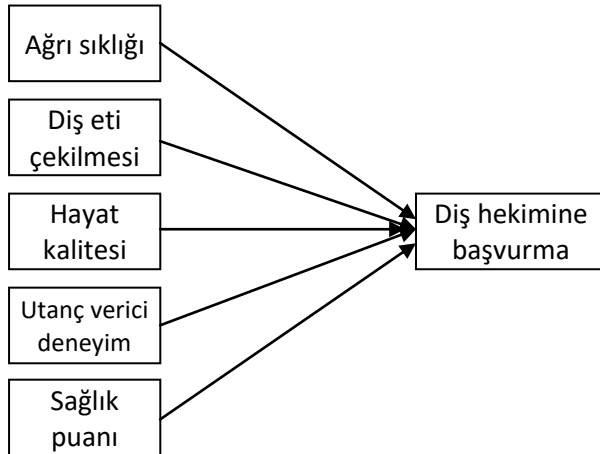 Ağrı sıklığı
Diş eti
çekilmesi
Hayat
kalitesi
Utanç verici
deneyim
Sağlık
puanı
Diş hekimine
başvurma